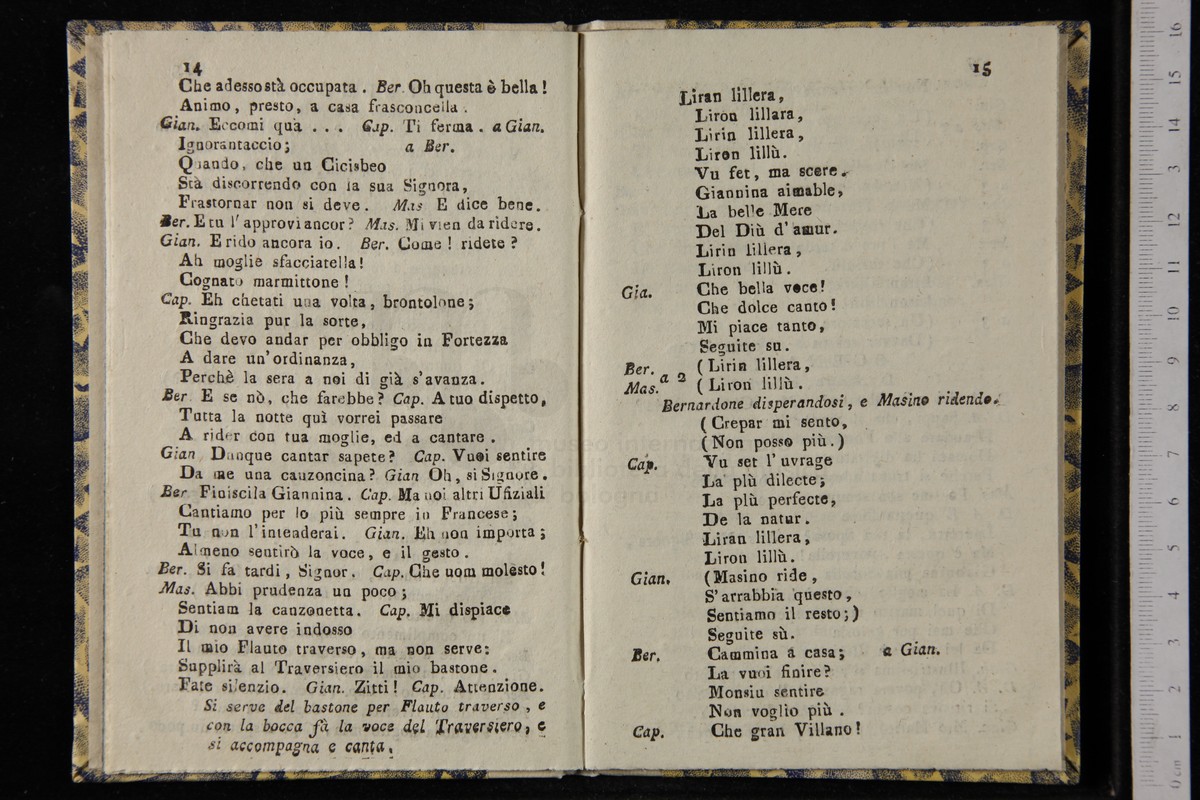 14
Che adesso stà occupata . Ber. Oh questa è bella !
Animo , presto , a casa frasconcella .
Gian. Eccomi quà . . . Cap. Ti ferma . a Gian.
Ignorantaccio ; a Ber.
Quando, che un Cicisbeo
Stà discorrendo con la sua Signora ,
Frastornar non si deve . Mas E dice bene .
Ber. E tu l' approvi ancor ? Mas. Mi vien da ridere .
Gian. E rido ancora io . Ber. Come ! ridete ?
Ah moglie sfacciatella !
Cognato marmittone !
Cap. Eh chetati una volta , brontolone ;
Ringrazia pur la sorte ,
Che devo andar per obbligo in Fortezza
A dare un' ordinanza ,
Perchè la sera a noi di già s' avanza .
Ber E se nò , che farebbe ? Cap. A tuo dispetto ,
Tutta la notte quì vorrei passare
A rider con tua moglie , ed a cantare .
Gian Dunque cantar sapete ? Cap. Vuoi sentire
Da me una canzoncina ? Gian Oh , si Signore .
Ber Finiscila Giannina . Cap. Ma noi altri Ufiziali
Cantiamo per lo più sempre in Francese ;
Tu non l' intenderai . Gian. Eh non importa ;
Almeno sentirò la voce , e il gesto .
Ber. Si fa tardi , Signor . Cap. Che uom molesto !
Mas. Abbi prudenza un poco ;
Sentiam la canzonetta . Cap. Mi dispiace
Di non avere indosso
Il mio Flauto traverso , ma non serve :
Supplirà al Traversiero il mio bastone .
Fate silenzio . Gian. Zitti ! Cap. Attenzione .
Si serve del bastone per Flauto traverso , e
con la bocca fà la voce del Traversiero , e
si accompagna e canta .
15
Liran lillera ,
Liron lillara ,
Lirin lillera ,
Liron lillù .
Vu fet , ma scere .
Giannina aimable ,
La belle Mere
Del Diù d' amur .
Lirin lillera ,
Liron lillù .
Gia. Che bella voce !
Che dolce canto !
Mi piace tanto ,
Seguite su .
Ber. ( Lirin lillera ,
Mas. a 2 ( Liron lillù .
Bernardone disperandosi , e Masino ridendo .
( Crepar mi sento ,
( Non posso più . )
Cap. Vu set l' uvrage
La plù dilecte ;
La plù perfecte ,
De la natur .
Liran lillera ,
Liron lillù .
Gian. ( Masino ride ,
S' arrabbia questo ,
Sentiamo il resto ; )
Seguite sù .
Ber. Cammina a casa ; a Gian.
La vuoi finire ?
Monsiu sentire
Non voglio più .
Cap. Che gran Villano !